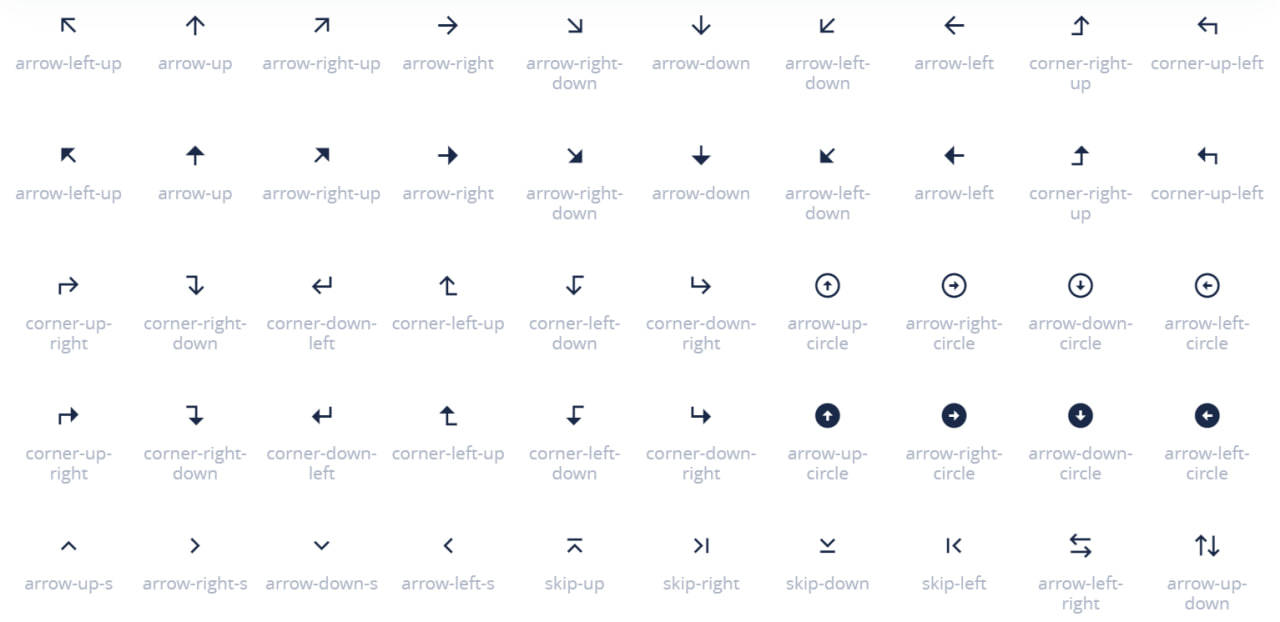 arrow-left-up arrow-up arrow-right-up arrow-right arrow-right-down arrow-down arrow-left-down arrow-left corner-right-up corner-up-left
arrow-left-up arrow-up arrow-right-up arrow-right arrow-right-down arrow-down arrow-left-down arrow-left corner-right-up corner-up-left
corner-up-right corner-right-down corner-down-left corner-left-up corner-left-down corner-down-right arrow-up-circle arrow-right-circle arrow-down-circle arrow-left-circle
corner-up-right corner-right-down corner-down-left corner-left-up corner-left-down corner-down-right arrow-up-circle arrow-right-circle arrow-down-circle arrow-left-circle
arrow-up-s arrow-right-s arrow-down-s arrow-left-s skip-up skip-right skip-down skip-left arrow-left-right arrow-up-down